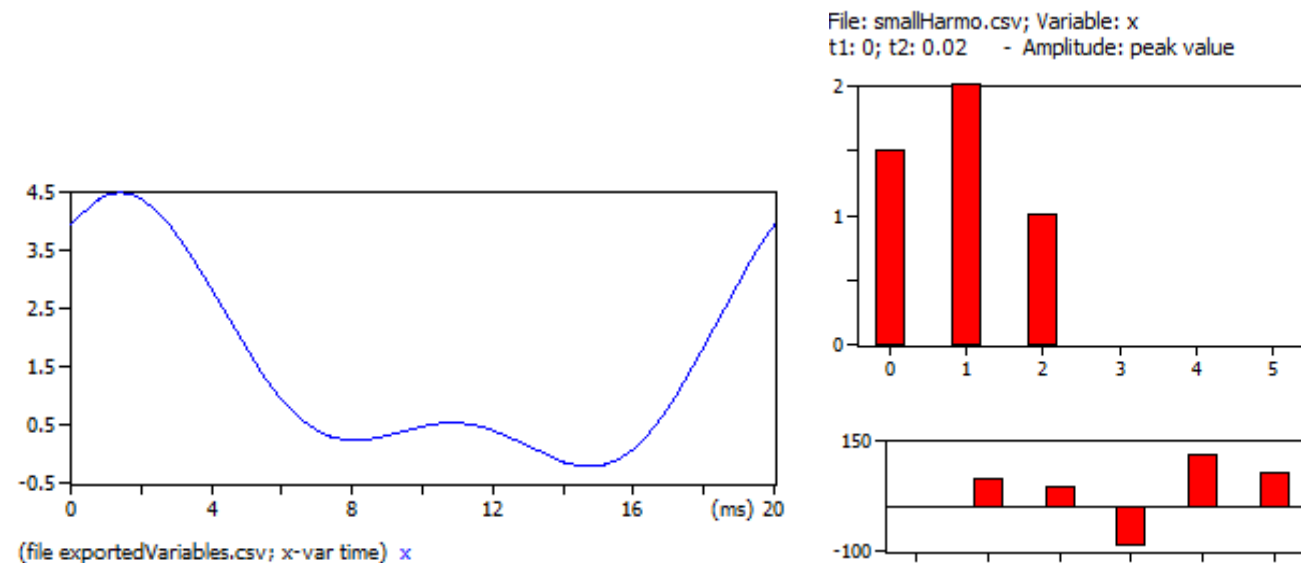 File: smallHarmo.csv; Variable: x
t1: 0; t2: 0.02 - Amplitude: peak value
4.5
3.5
2.5
1.5
0.5
-0.5
0 4 8 12 16 (ms) 20
(file exportedVariables.csv; x-var time) x
2
1
0
0 1 2 3 4 5
150
-100